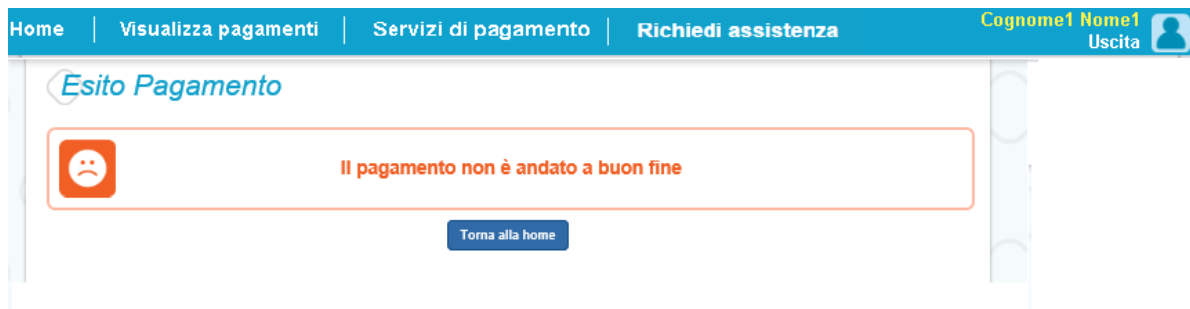 Home Visualizza pagamenti Servizi di pagamento Richiedi assistenza Cognome1 Nome1
Uscita
Esito Pagamento
Il pagamento non è andato a buon fine
Torna alla home